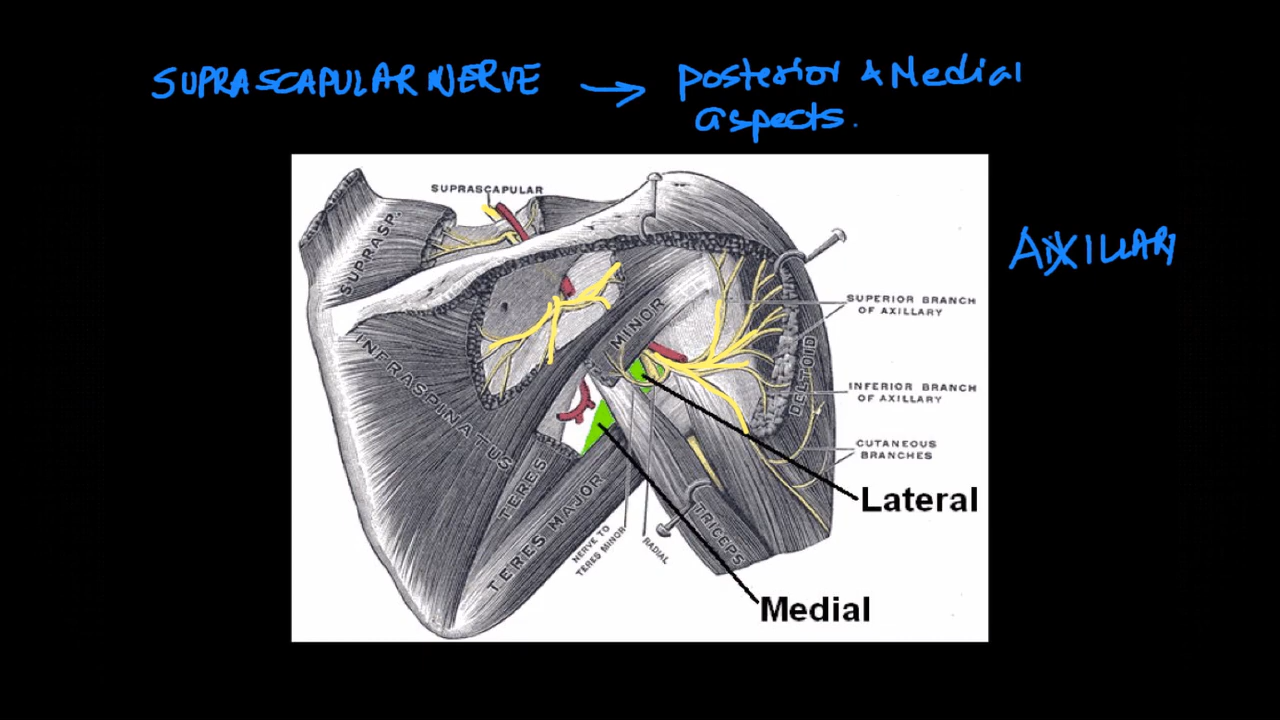 SUPRASCAPULAR NERVE → Posterior & Medial
aspects.
SUPRASCAPULAR
SUPRASP.
AXILLARY
MINOR
SUPERIOR BRANCH
OF AXILLARY
INFRASPINATUS
DELTOID
INFERIOR BRANCH
OF AXILLARY
CUTANEOUS
BRANCHES
TERES
TERES MAJOR
Lateral
NERVE TO
TERES MINOR
RADIAL
TRICEPS
Medial